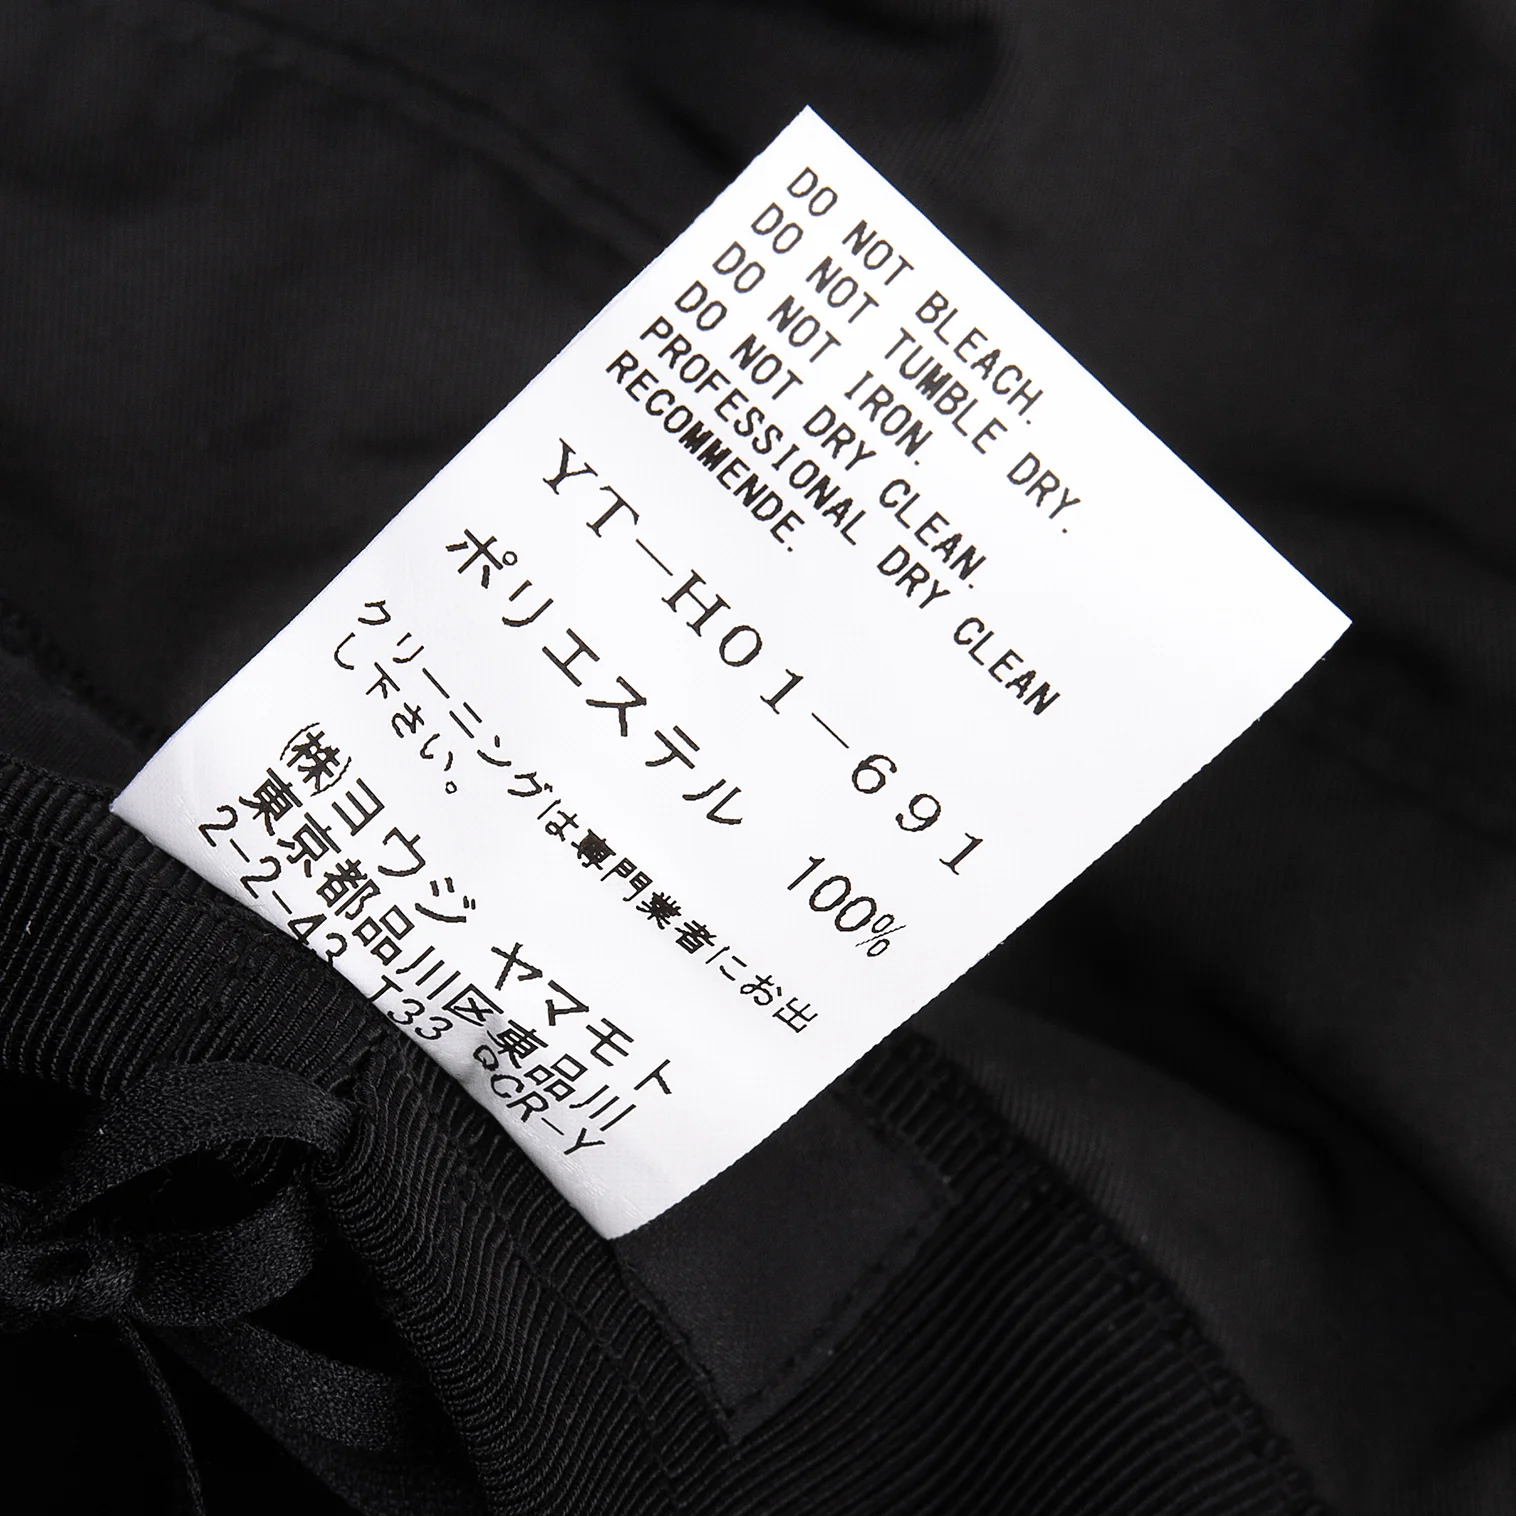 DO NOT BLEACH.
DO NOT TUMBLE DRY.
DO NOT IRON.
DO NOT DRY CLEAN.
PROFESSIONAL DRY CLEAN
RECOMMENDE.
YT-H01-691
ポリエステル 100%
クリーニングは専門業者にお出
し下さい。
(株)ヨウジ ヤマモト
東京都品川区東品川
2-2-43 T33 QCR-Y